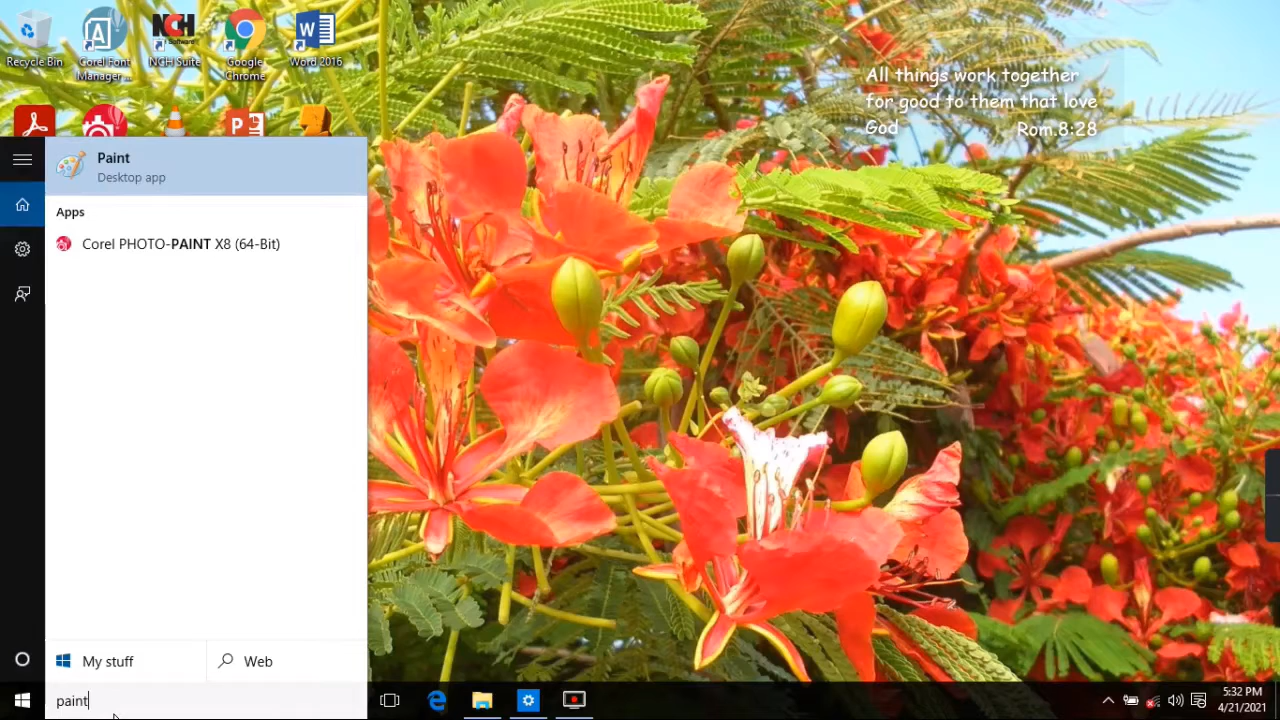 Recycle Bin
Corel Font Manager ...
NCH Software
NCH Suite
Google Chrome
Word 2016
All things work together
for good to them that love
God Rom.8:28
Paint
Desktop app
Apps
Corel PHOTO-PAINT X8 (64-Bit)
My stuff
Web
paint
5:32 PM
4/21/2021